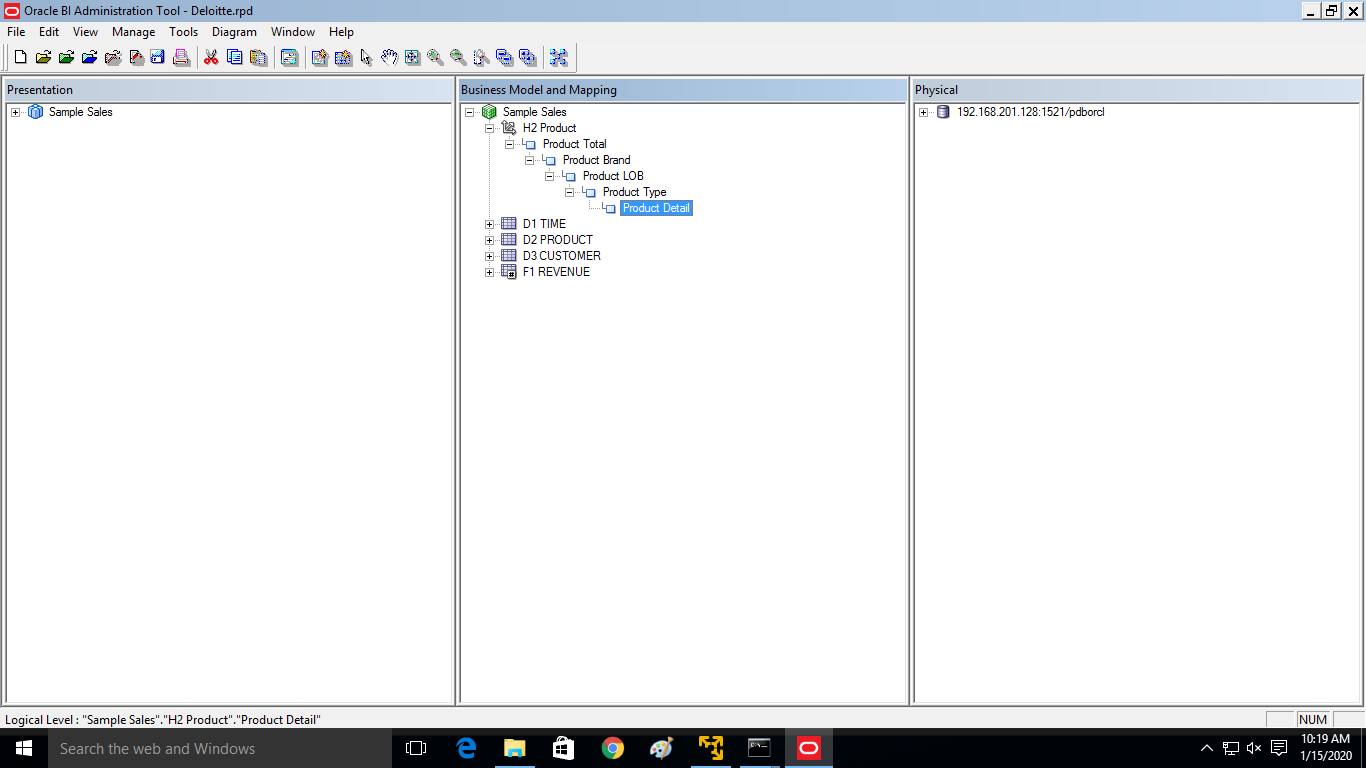 Oracle BI Administration Tool - Deloitte.rpd
File Edit View Manage Tools Diagram Window Help
Presentation
Sample Sales
Business Model and Mapping
Sample Sales
H2 Product
Product Total
Product Brand
Product LOB
Product Type
Product Detail
D1 TIME
D2 PRODUCT
D3 CUSTOMER
F1 REVENUE
Physical
192.168.201.128:1521/pdborcl
Logical Level : "Sample Sales"."H2 Product"."Product Detail"
NUM
Search the web and Windows
10:19 AM
1/15/2020